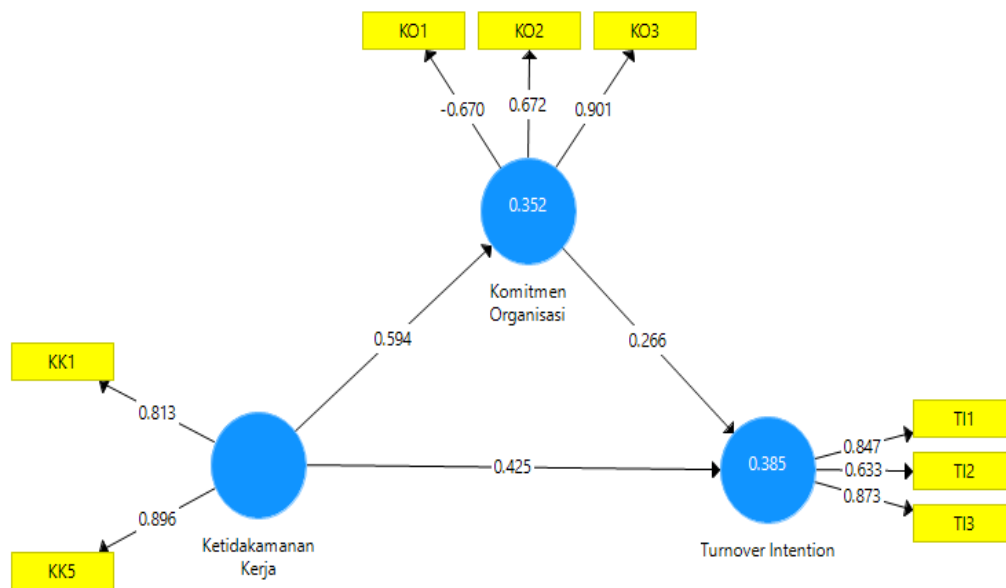 KO1
KO2
KO3
-0.670
0.672
0.901
0.352
Komitmen
Organisasi
0.594
0.266
KK1
0.813
0.896
KK5
Ketidakamanan
Kerja
0.425
0.385
Turnover Intention
0.847
0.633
0.873
TI1
TI2
TI3